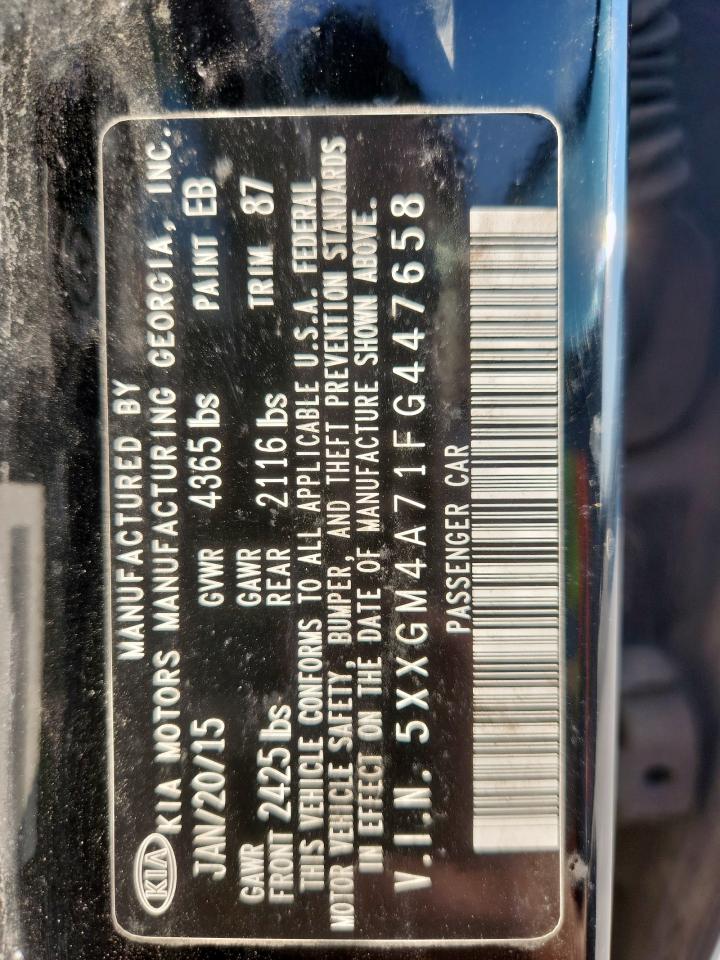 MANUFACTURED BY
KIA KIA MOTORS MANUFACTURING GEORGIA, INC.
JAN/20/15 GVWR 4365 lbs PAINT EB
GAWR FRONT 2425 lbs GAWR REAR 2116 lbs TRIM 87
THIS VEHICLE CONFORMS TO ALL APPLICABLE U.S.A. FEDERAL
MOTOR VEHICLE SAFETY, BUMPER, AND THEFT PREVENTION STANDARDS
IN EFFECT ON THE DATE OF MANUFACTURE SHOWN ABOVE.
V.I.N. 5XXGM4A71FG447658
PASSENGER CAR